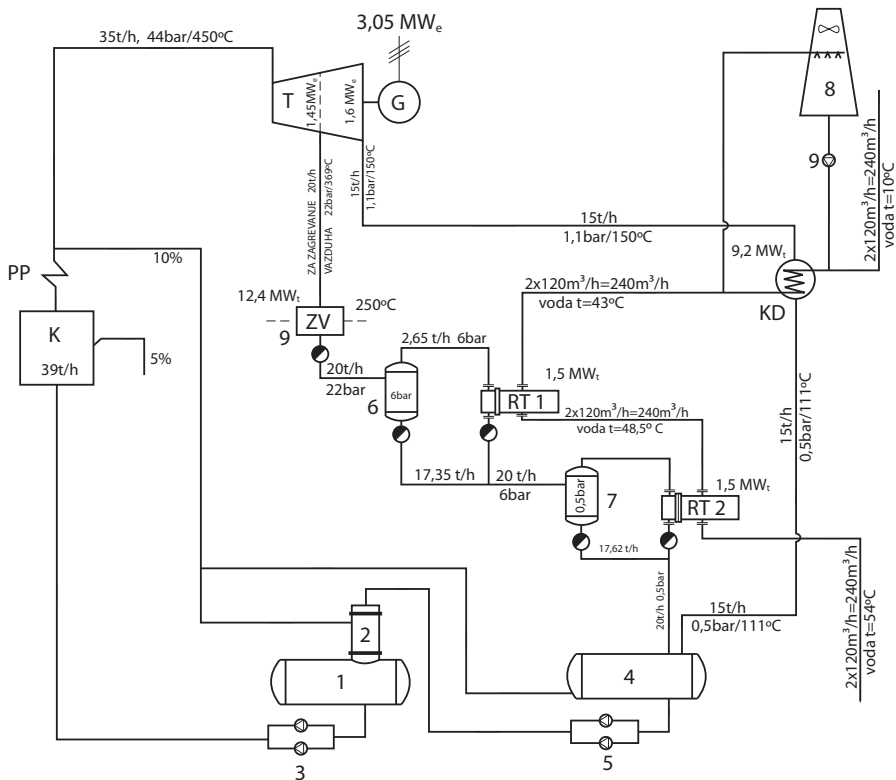 3,05 MWₑ
35t/h, 44bar/450ºC
T
1,45MWₑ
1,6 MWₑ
G
8
9
2x120m³/h=240m³/h
voda t=10ºC
ZA ZAGREVANJE 20t/h
VAZDUHA 22bar/369ºC
15t/h
1,1bar/150ºC
15t/h
1,1bar/150ºC
10%
9,2 MWₜ
PP
2x120m³/h=240m³/h
voda t=43ºC
KD
12,4 MWₜ
250ºC
ZV
9
K
39t/h
5%
2,65 t/h 6bar
20t/h
22bar
6bar
6
1,5 MWₜ
RT 1
2x120m³/h=240m³/h
voda t=48,5º C
15t/h
0,5bar/111ºC
17,35 t/h
20 t/h
6bar
0,5bar
7
1,5 MWₜ
RT 2
17,62 t/h
20t/h 0,5bar
15t/h
0,5bar/111ºC
2x120m³/h=240m³/h
voda t=54ºC
2
1
4
3
5